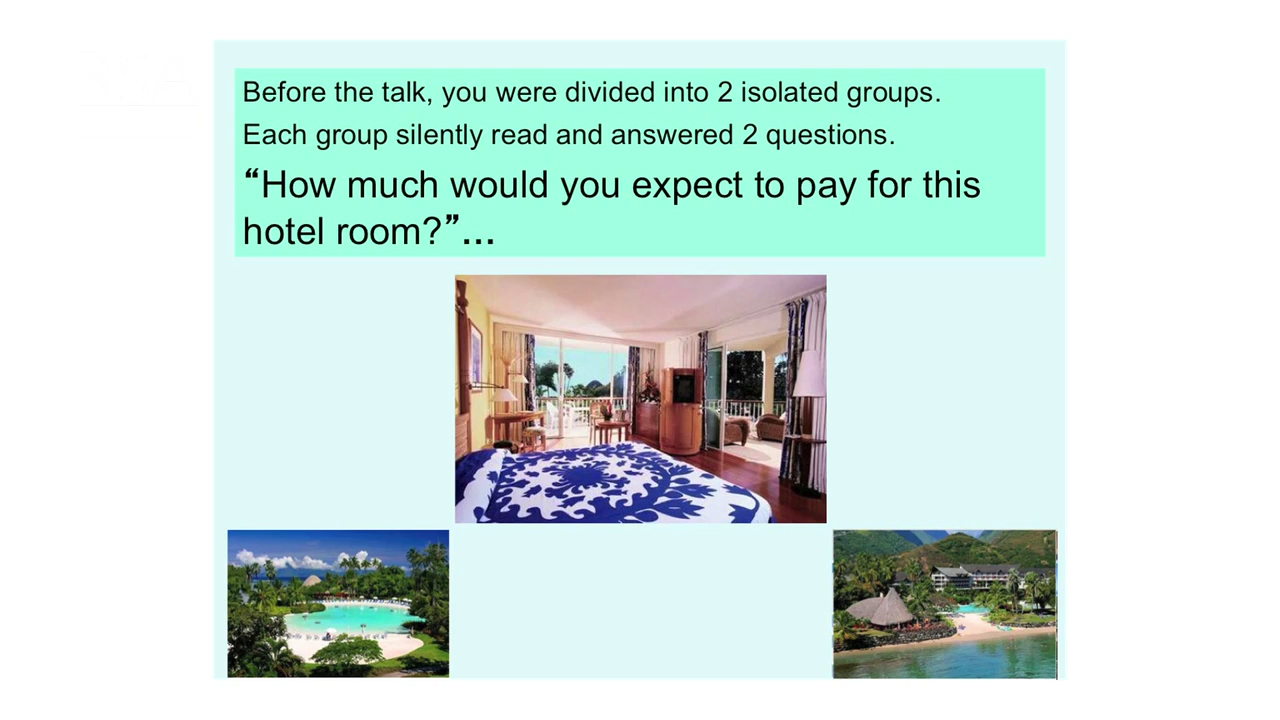 Before the talk, you were divided into 2 isolated groups.
Each group silently read and answered 2 questions.
“How much would you expect to pay for this
hotel room?”...